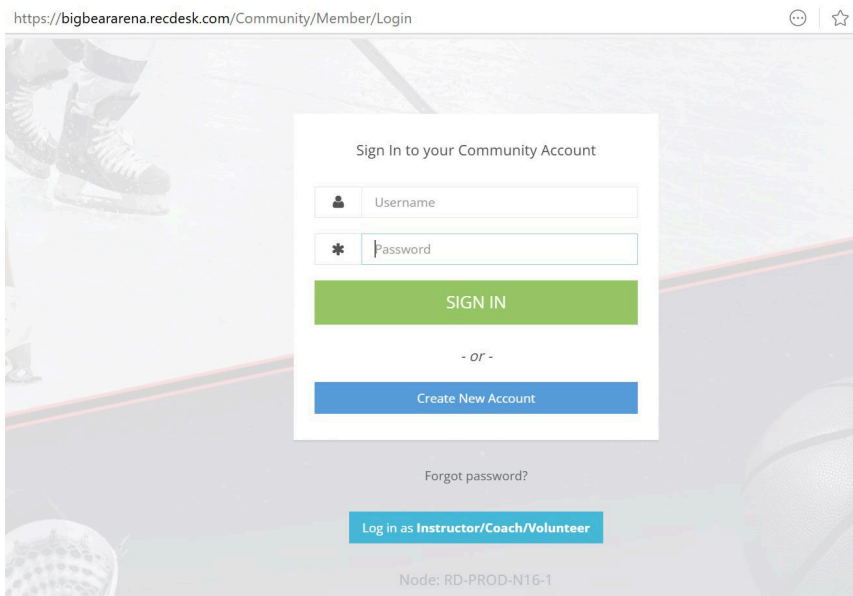 https://bigbeararena.recdesk.com/Community/Member/Login
Sign In to your Community Account
Username
Password
SIGN IN
- or -
Create New Account
Forgot password?
Log in as Instructor/Coach/Volunteer
Node: RD-PROD-N16-1